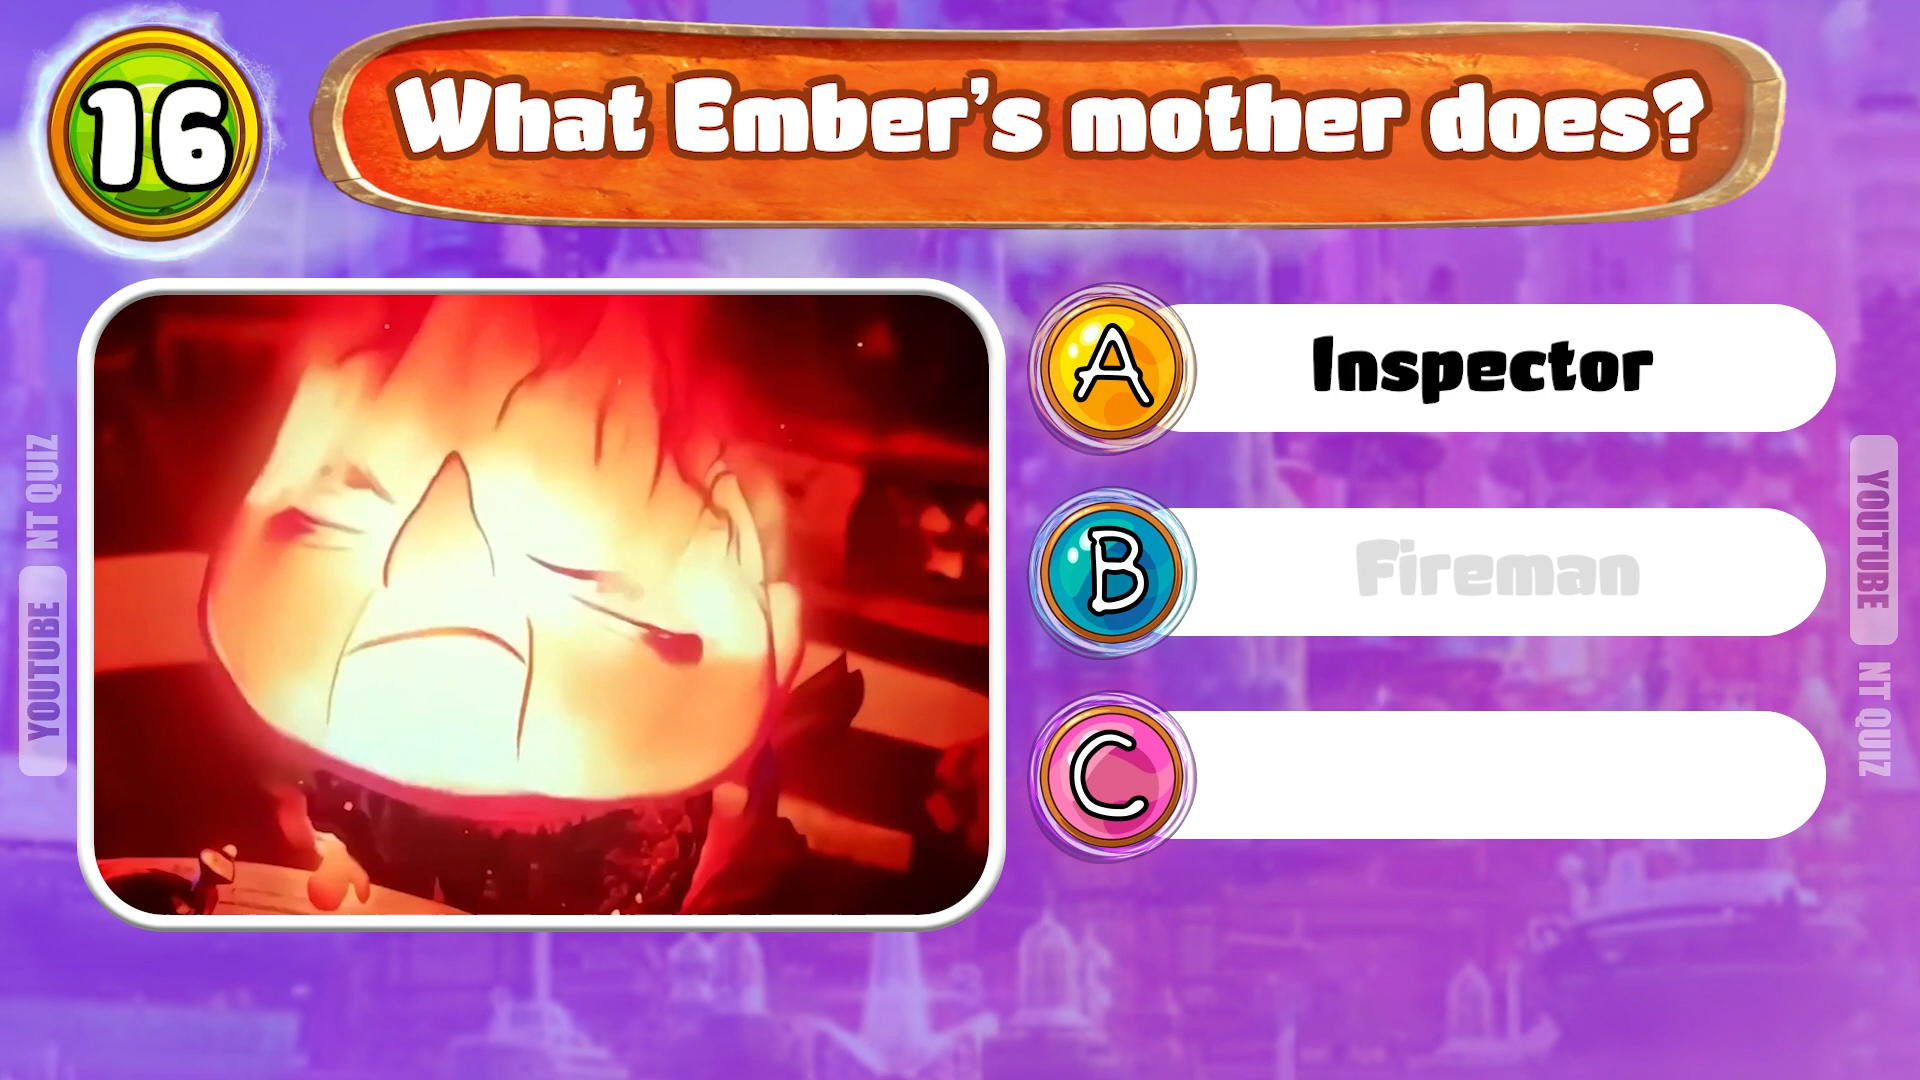 16
What Ember's mother does?
A
Inspector
B
Fireman
C
YOUTUBE NT QUIZ
YOUTUBE NT QUIZ